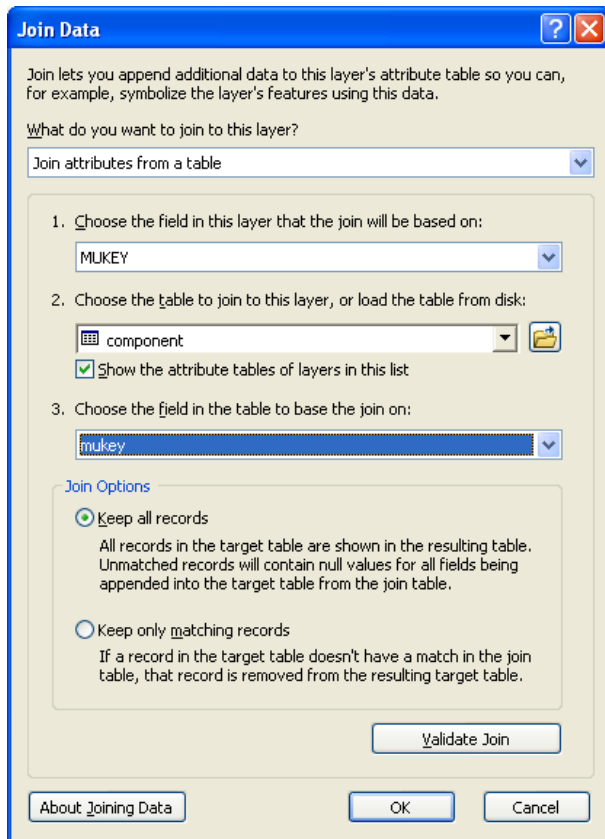 Join Data
Join lets you append additional data to this layer's attribute table so you can,
for example, symbolize the layer's features using this data.
What do you want to join to this layer?
Join attributes from a table
1. Choose the field in this layer that the join will be based on:
MUKEY
2. Choose the table to join to this layer, or load the table from disk:
component
Show the attribute tables of layers in this list
3. Choose the field in the table to base the join on:
mukey
Join Options
Keep all records
All records in the target table are shown in the resulting table.
Unmatched records will contain null values for all fields being
appended into the target table from the join table.
Keep only matching records
If a record in the target table doesn't have a match in the join
table, that record is removed from the resulting target table.
Validate Join
About Joining Data
OK
Cancel